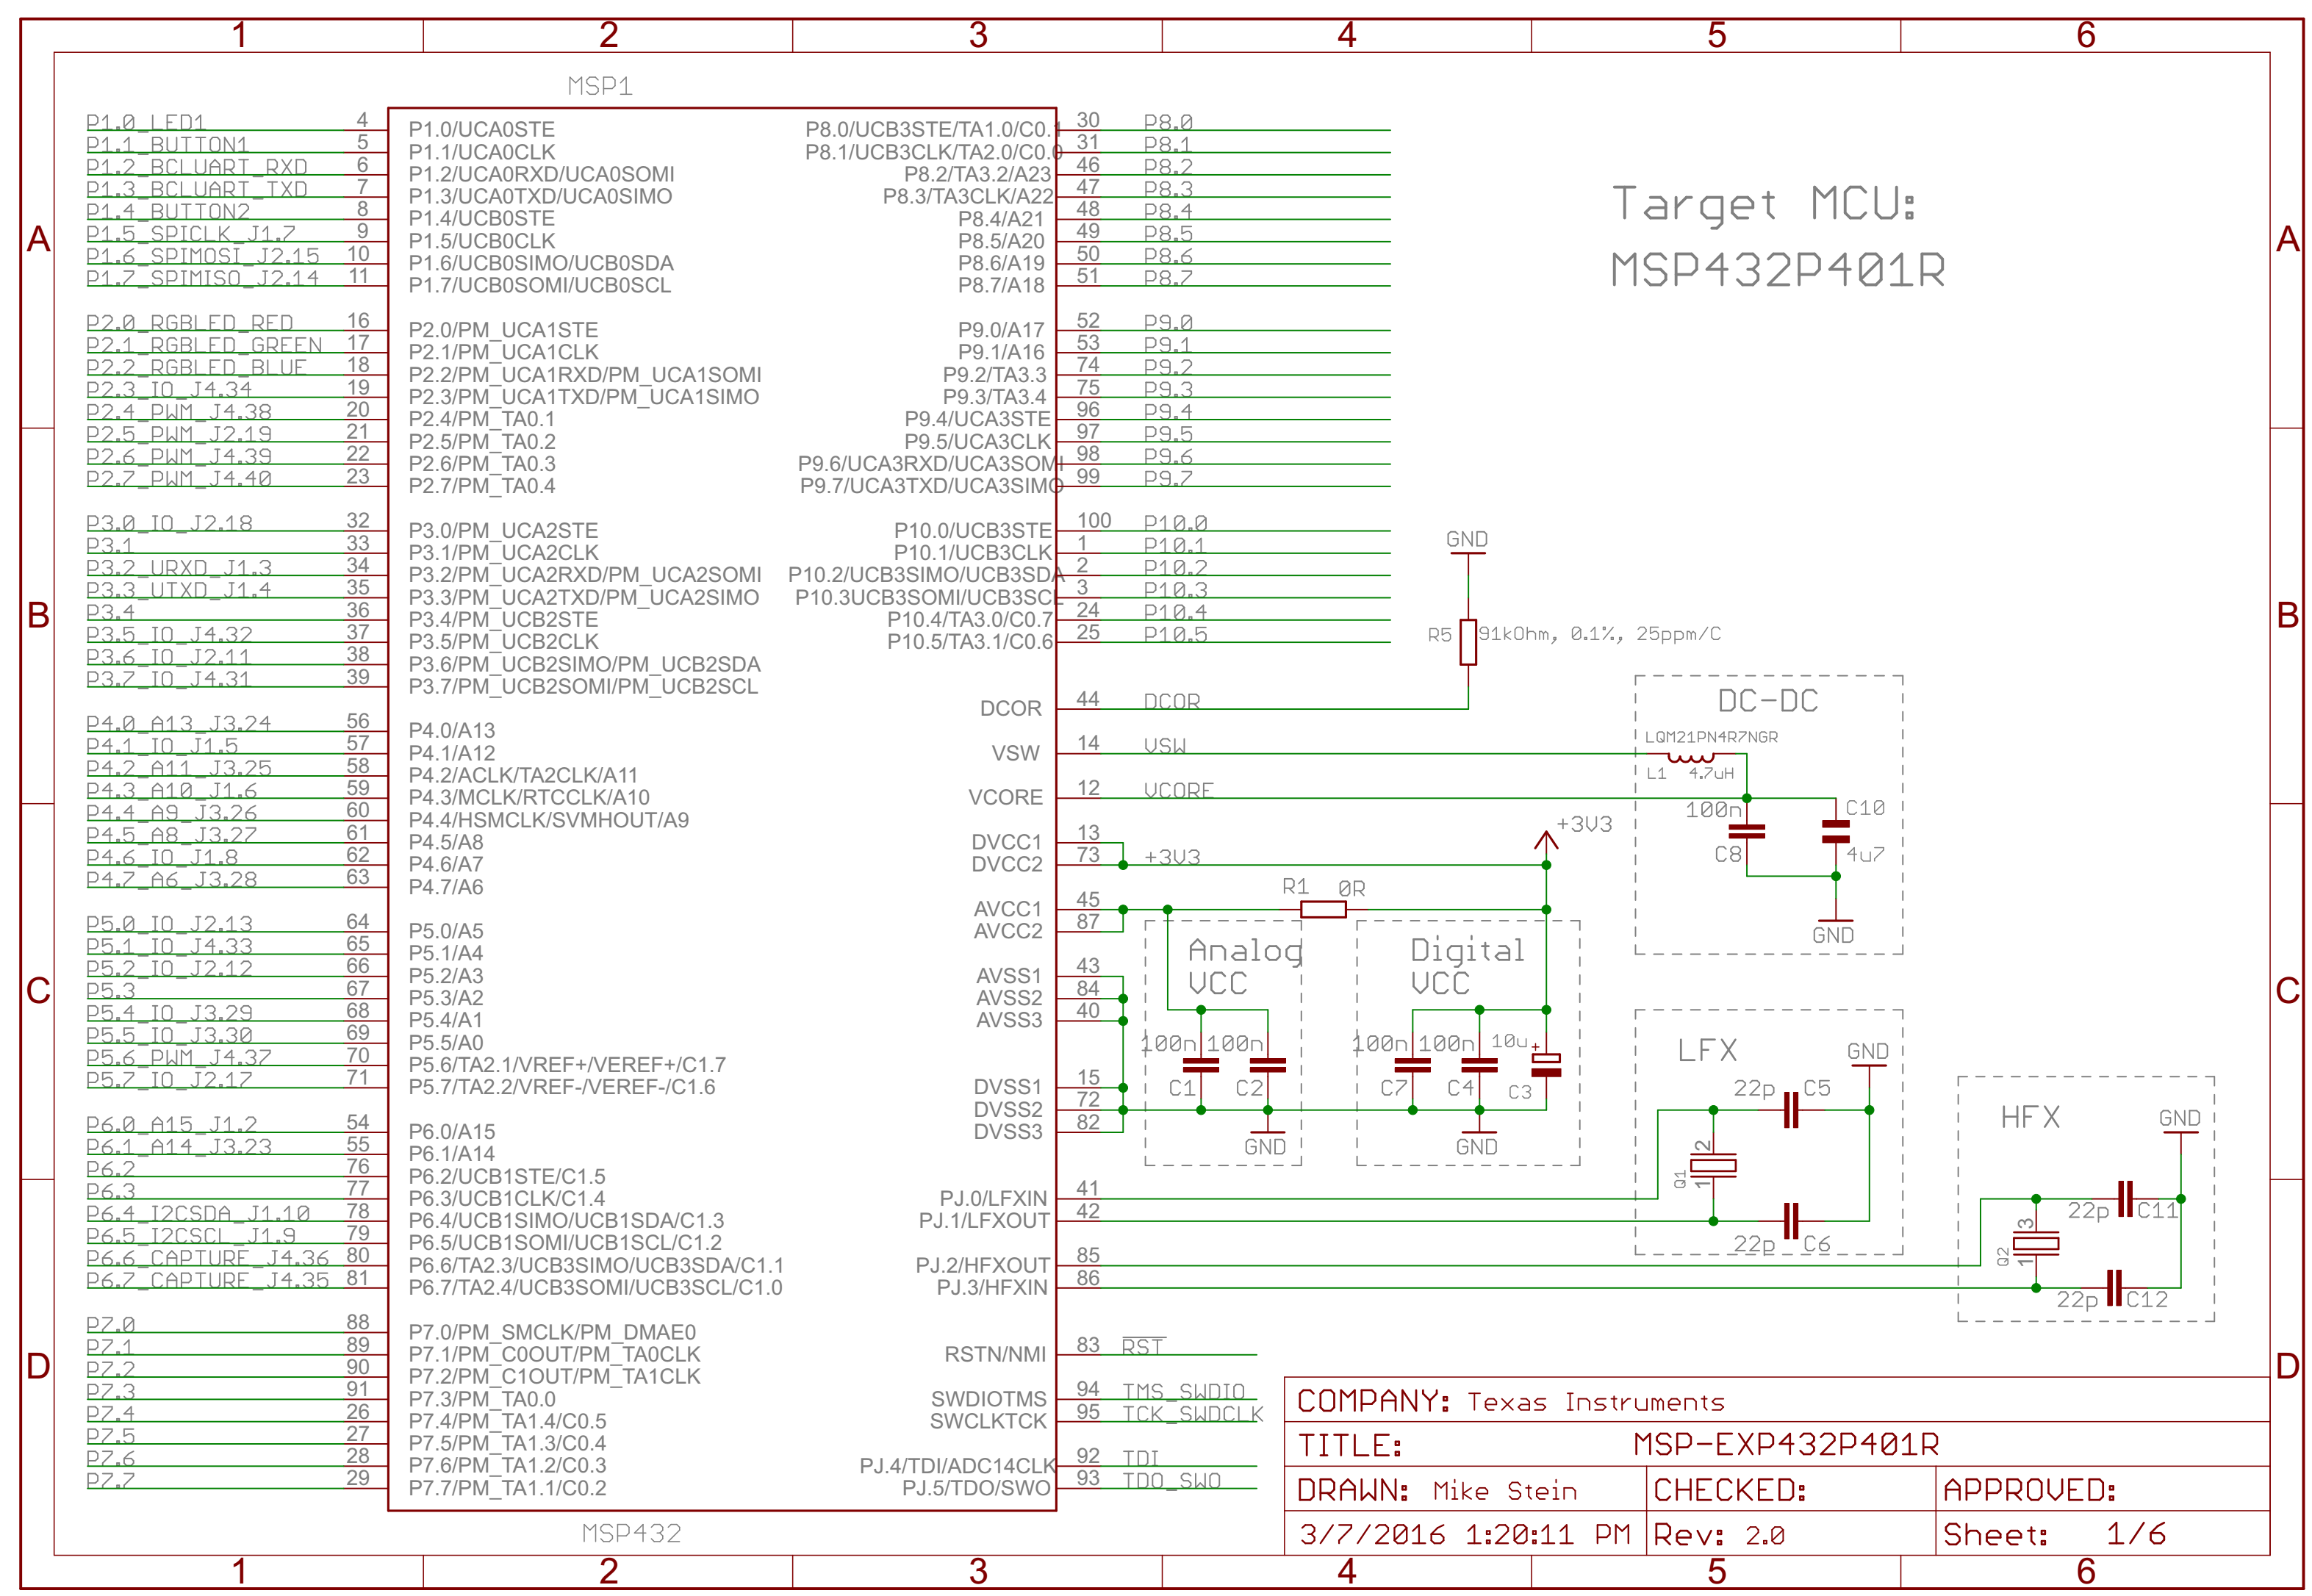 1 2 3 4 5 6
A
B
C
D
MSP1
P1.0_LED1 4 P1.0/UCA0STE
P1.1_BUTTON1 5 P1.1/UCA0CLK
P1.2_BCLUART_RXD 6 P1.2/UCA0RXD/UCA0SOMI
P1.3_BCLUART_TXD 7 P1.3/UCA0TXD/UCA0SIMO
P1.4_BUTTON2 8 P1.4/UCB0STE
P1.5_SPICLK_J1.7 9 P1.5/UCB0CLK
P1.6_SPIMOSI_J2.15 10 P1.6/UCB0SIMO/UCB0SDA
P1.7_SPIMISO_J2.14 11 P1.7/UCB0SOMI/UCB0SCL
P2.0_RGBLED_RED 16 P2.0/PM_UCA1STE
P2.1_RGBLED_GREEN 17 P2.1/PM_UCA1CLK
P2.2_RGBLED_BLUE 18 P2.2/PM_UCA1RXD/PM_UCA1SOMI
P2.3_IO_J4.34 19 P2.3/PM_UCA1TXD/PM_UCA1SIMO
P2.4_PWM_J4.38 20 P2.4/PM_TA0.1
P2.5_PWM_J2.19 21 P2.5/PM_TA0.2
P2.6_PWM_J4.39 22 P2.6/PM_TA0.3
P2.7_PWM_J4.40 23 P2.7/PM_TA0.4
P3.0_IO_J2.18 32 P3.0/PM_UCA2STE
P3.1 33 P3.1/PM_UCA2CLK
P3.2_URXD_J1.3 34 P3.2/PM_UCA2RXD/PM_UCA2SOMI
P3.3_UTXD_J1.4 35 P3.3/PM_UCA2TXD/PM_UCA2SIMO
P3.4 36 P3.4/PM_UCB2STE
P3.5_IO_J4.32 37 P3.5/PM_UCB2CLK
P3.6_IO_J2.11 38 P3.6/PM_UCB2SIMO/PM_UCB2SDA
P3.7_IO_J4.31 39 P3.7/PM_UCB2SOMI/PM_UCB2SCL
P4.0_A13_J3.24 56 P4.0/A13
P4.1_IO_J1.5 57 P4.1/A12
P4.2_A11_J3.25 58 P4.2/ACLK/TA2CLK/A11
P4.3_A10_J1.6 59 P4.3/MCLK/RTCCLK/A10
P4.4_A9_J3.26 60 P4.4/HSMCLK/SVMHOUT/A9
P4.5_A8_J3.27 61 P4.5/A8
P4.6_IO_J1.8 62 P4.6/A7
P4.7_A6_J3.28 63 P4.7/A6
P5.0_IO_J2.13 64 P5.0/A5
P5.1_IO_J4.33 65 P5.1/A4
P5.2_IO_J2.12 66 P5.2/A3
P5.3 67 P5.3/A2
P5.4_IO_J3.29 68 P5.4/A1
P5.5_IO_J3.30 69 P5.5/A0
P5.6_PWM_J4.37 70 P5.6/TA2.1/VREF+/VEREF+/C1.7
P5.7_IO_J2.17 71 P5.7/TA2.2/VREF-/VEREF-/C1.6
P6.0_A15_J1.2 54 P6.0/A15
P6.1_A14_J3.23 55 P6.1/A14
P6.2 76 P6.2/UCB1STE/C1.5
P6.3 77 P6.3/UCB1CLK/C1.4
P6.4_I2CSDA_J1.10 78 P6.4/UCB1SIMO/UCB1SDA/C1.3
P6.5_I2CSCL_J1.9 79 P6.5/UCB1SOMI/UCB1SCL/C1.2
P6.6_CAPTURE_J4.36 80 P6.6/TA2.3/UCB3SIMO/UCB3SDA/C1.1
P6.7_CAPTURE_J4.35 81 P6.7/TA2.4/UCB3SOMI/UCB3SCL/C1.0
P7.0 88 P7.0/PM_SMCLK/PM_DMAE0
P7.1 89 P7.1/PM_C0OUT/PM_TA0CLK
P7.2 90 P7.2/PM_C1OUT/PM_TA1CLK
P7.3 91 P7.3/PM_TA0.0
P7.4 26 P7.4/PM_TA1.4/C0.5
P7.5 27 P7.5/PM_TA1.3/C0.4
P7.6 28 P7.6/PM_TA1.2/C0.3
P7.7 29 P7.7/PM_TA1.1/C0.2
MSP432
P8.0/UCB3STE/TA1.0/C0.1 30 P8.0
P8.1/UCB3CLK/TA2.0/C0.0 31 P8.1
P8.2/TA3.2/A23 46 P8.2
P8.3/TA3CLK/A22 47 P8.3
P8.4/A21 48 P8.4
P8.5/A20 49 P8.5
P8.6/A19 50 P8.6
P8.7/A18 51 P8.7
P9.0/A17 52 P9.0
P9.1/A16 53 P9.1
P9.2/TA3.3 74 P9.2
P9.3/TA3.4 75 P9.3
P9.4/UCA3STE 96 P9.4
P9.5/UCA3CLK 97 P9.5
P9.6/UCA3RXD/UCA3SOMI 98 P9.6
P9.7/UCA3TXD/UCA3SIMO 99 P9.7
P10.0/UCB3STE 100 P10.0
P10.1/UCB3CLK 1 P10.1
P10.2/UCB3SIMO/UCB3SDA 2 P10.2
P10.3UCB3SOMI/UCB3SCL 3 P10.3
P10.4/TA3.0/C0.7 24 P10.4
P10.5/TA3.1/C0.6 25 P10.5
DCOR 44 DCOR
VSW 14 VSW
VCORE 12 VCORE
DVCC1 13
DVCC2 73 +3V3
AVCC1 45
AVCC2 87
AVSS1 43
AVSS2 84
AVSS3 40
DVSS1 15
DVSS2 72
DVSS3 82
PJ.0/LFXIN 41
PJ.1/LFXOUT 42
PJ.2/HFXOUT 85
PJ.3/HFXIN 86
RSTN/NMI 83 RST
SWDIOTMS 94 TMS_SWDIO
SWCLKTCK 95 TCK_SWDCLK
PJ.4/TDI/ADC14CLK 92 TDI
PJ.5/TDO/SWO 93 TDO_SWO
Target MCU:
MSP432P401R
GND
R5 91kOhm, 0.1%, 25ppm/C
DC-DC
LQM21PN4R7NGR
L1 4.7uH
100n C10
C8 4u7
GND
+3V3
R1 0R
Analog
VCC
100n 100n
C1 C2
GND
Digital
VCC
100n 100n 10u +
C7 C4 C3
GND
LFX GND
22p C5
Q1 2
1
22p C6
HFX GND
22p C11
Q2 3
1
22p C12
COMPANY: Texas Instruments
TITLE: MSP-EXP432P401R
DRAWN: Mike Stein CHECKED: APPROVED:
3/7/2016 1:20:11 PM Rev: 2.0 Sheet: 1/6
A
B
C
D
1 2 3 4 5 6